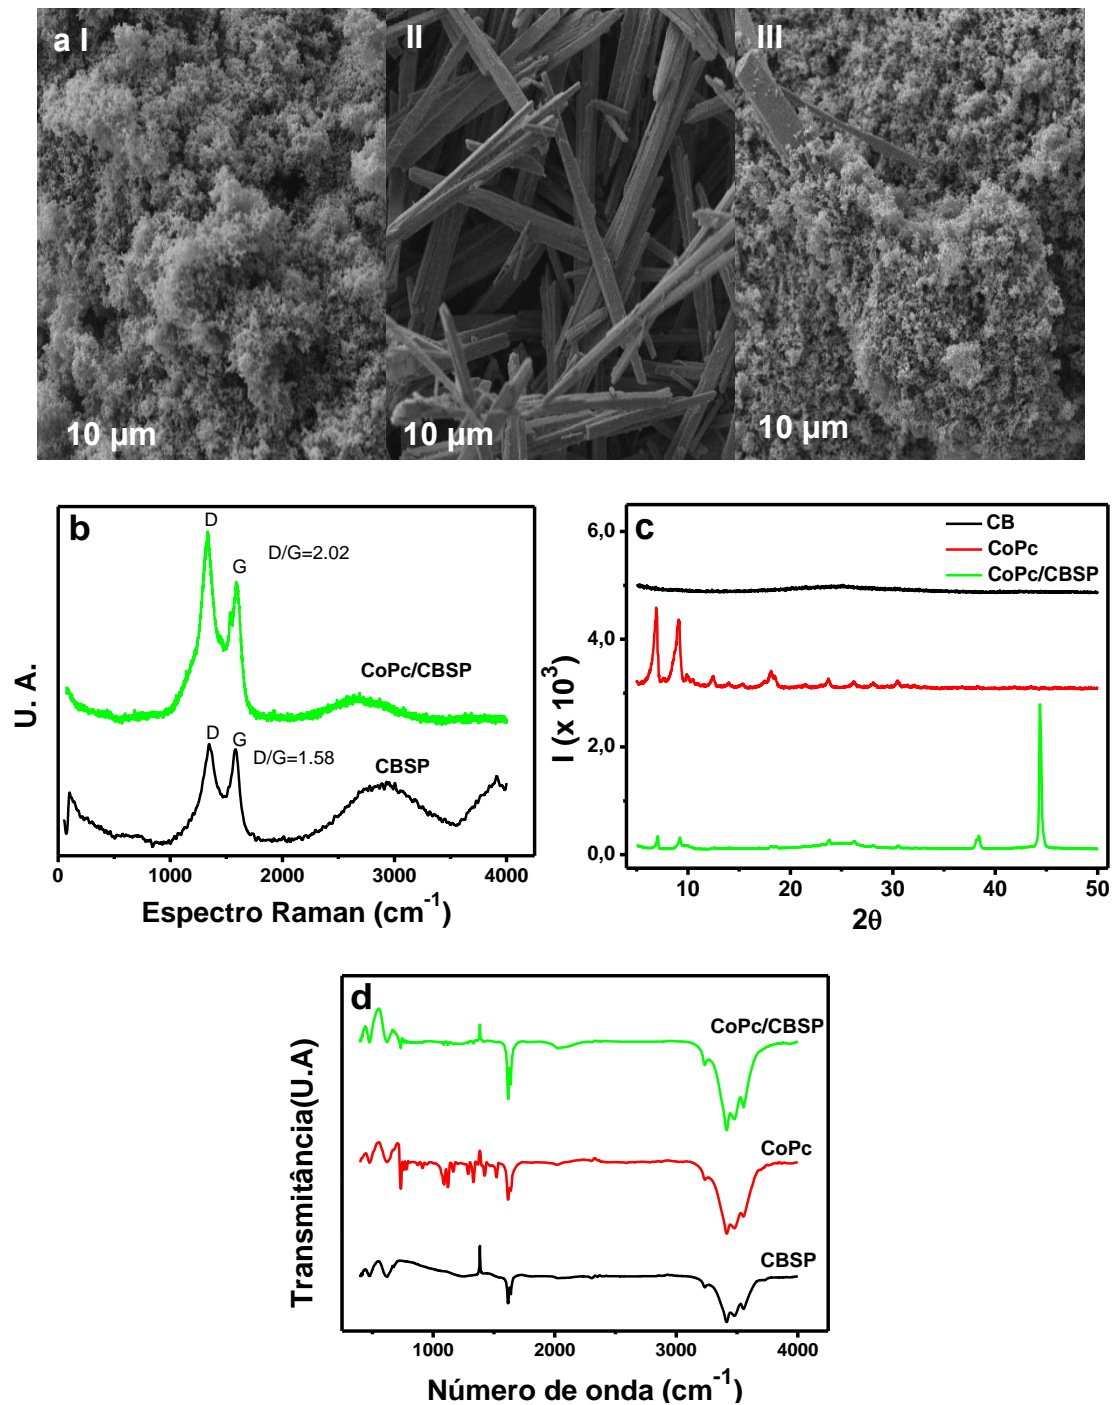 a I
II
III
10 µm
10 µm
10 µm
b
D
G
D/G=2.02
CoPc/CBSP
D
G
D/G=1.58
CBSP
U. A.
0
1000
2000
3000
4000
Espectro Raman (cm⁻¹)
c
CB
CoPc
CoPc/CBSP
6,0
4,0
2,0
0,0
I (x 10³)
10
20
30
40
50
2θ
d
CoPc/CBSP
CoPc
CBSP
Transmitância(U.A)
1000
2000
3000
4000
Número de onda (cm⁻¹)